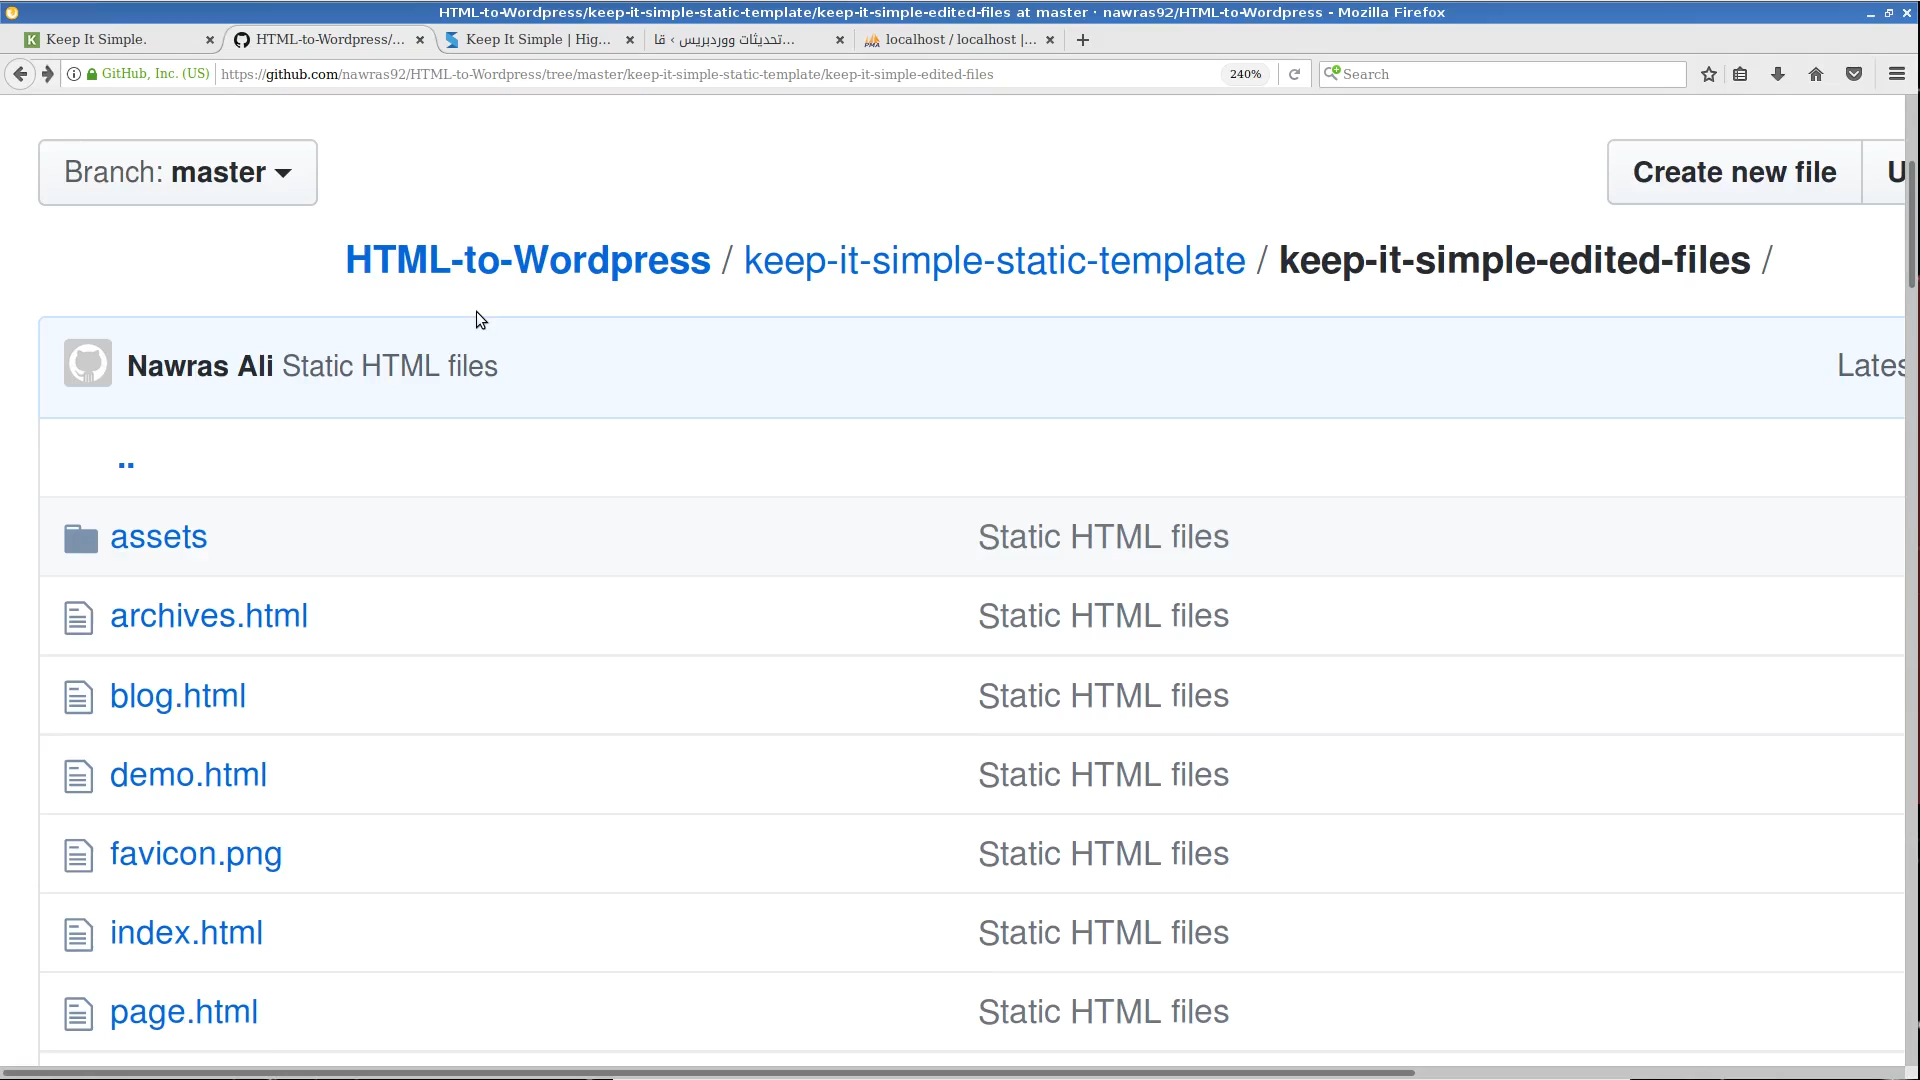 HTML-to-Wordpress/keep-it-simple-static-template/keep-it-simple-edited-files at master · nawras92/HTML-to-Wordpress - Mozilla Firefox
Keep It Simple.
HTML-to-Wordpress/...
Keep It Simple | Hig...
تحديثات ووردبريس ‹ قا...
localhost / localhost |...
GitHub, Inc. (US)
https://github.com/nawras92/HTML-to-Wordpress/tree/master/keep-it-simple-static-template/keep-it-simple-edited-files
240%
Search
Branch: master
Create new file
U
HTML-to-Wordpress / keep-it-simple-static-template / keep-it-simple-edited-files /
Nawras Ali Static HTML files
Lates
..
assets Static HTML files
archives.html Static HTML files
blog.html Static HTML files
demo.html Static HTML files
favicon.png Static HTML files
index.html Static HTML files
page.html Static HTML files